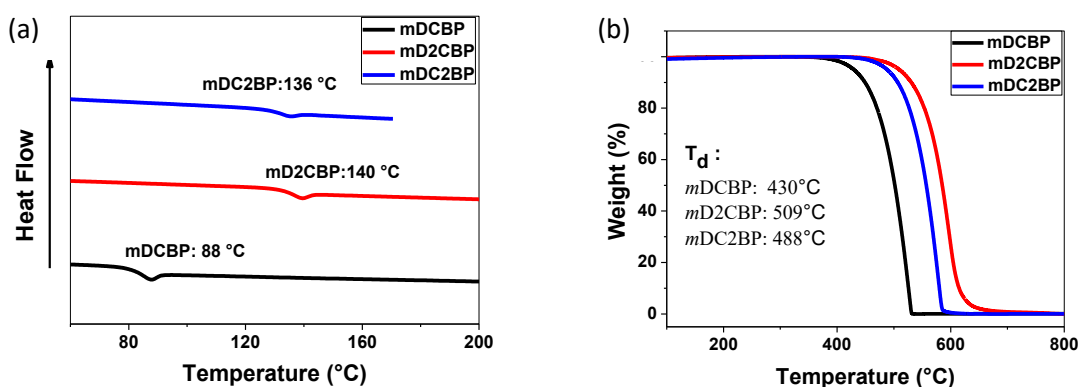 (a)
mDCBP
mD2CBP
mDC2BP
mDC2BP:136 °C
mD2CBP:140 °C
mDCBP: 88 °C
Heat Flow
80
120
160
200
Temperature (°C)
(b)
mDCBP
mD2CBP
mDC2BP
80
60
40
20
0
Weight (%)
Td :
mDCBP: 430°C
mD2CBP: 509°C
mDC2BP: 488°C
200
400
600
800
Temperature (°C)